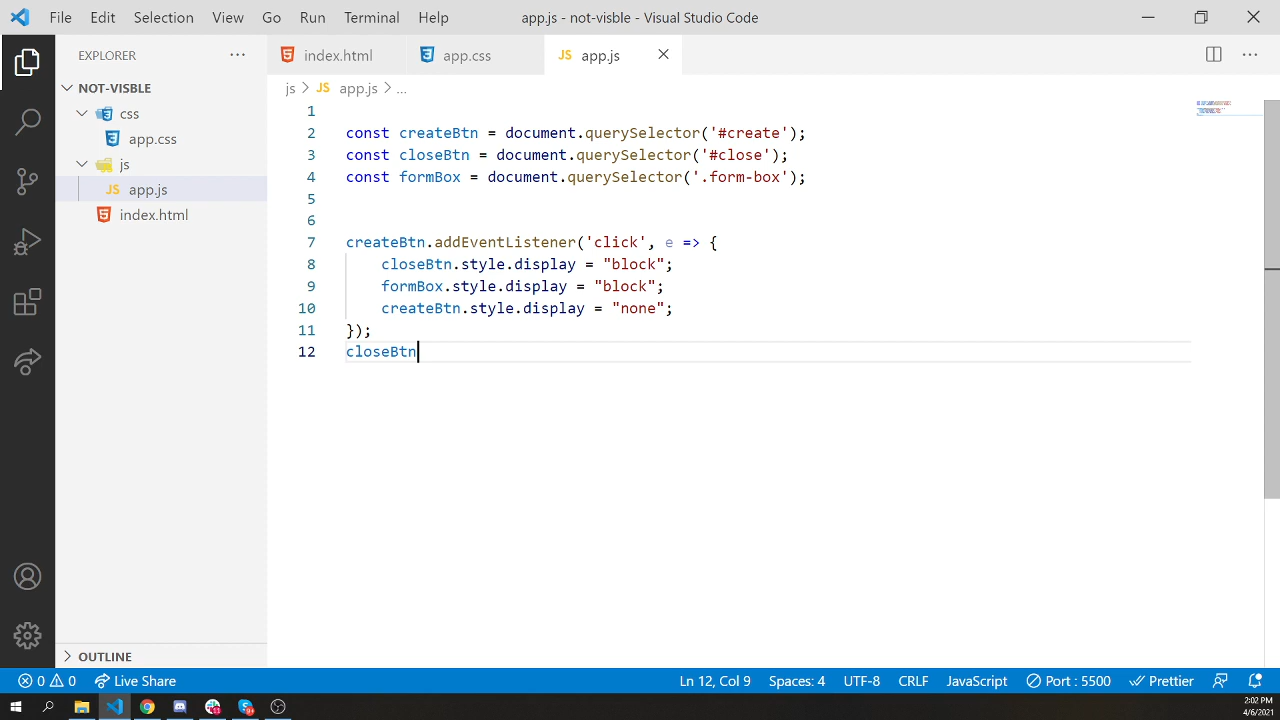 File Edit Selection View Go Run Terminal Help app.js - not-visble - Visual Studio Code
EXPLORER
NOT-VISBLE
css
app.css
js
JS app.js
index.html
OUTLINE
index.html app.css JS app.js
js > JS app.js > ...
1
2 const createBtn = document.querySelector('#create');
3 const closeBtn = document.querySelector('#close');
4 const formBox = document.querySelector('.form-box');
5
6
7 createBtn.addEventListener('click', e => {
8 closeBtn.style.display = "block";
9 formBox.style.display = "block";
10 createBtn.style.display = "none";
11 });
12 closeBtn
0 0 Live Share Ln 12, Col 9 Spaces: 4 UTF-8 CRLF JavaScript Port : 5500 Prettier
2:02 PM
4/6/2021